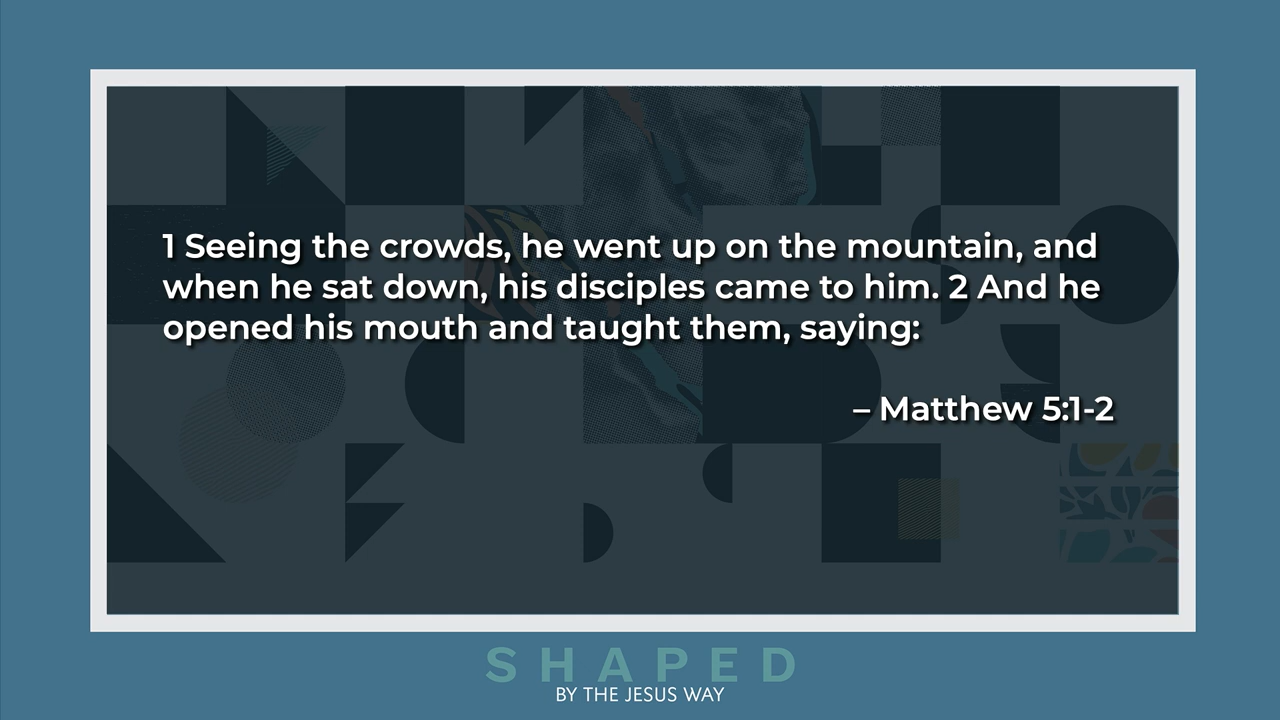 1 Seeing the crowds, he went up on the mountain, and
when he sat down, his disciples came to him. 2 And he
opened his mouth and taught them, saying:
– Matthew 5:1-2
SHAPED
BY THE JESUS WAY